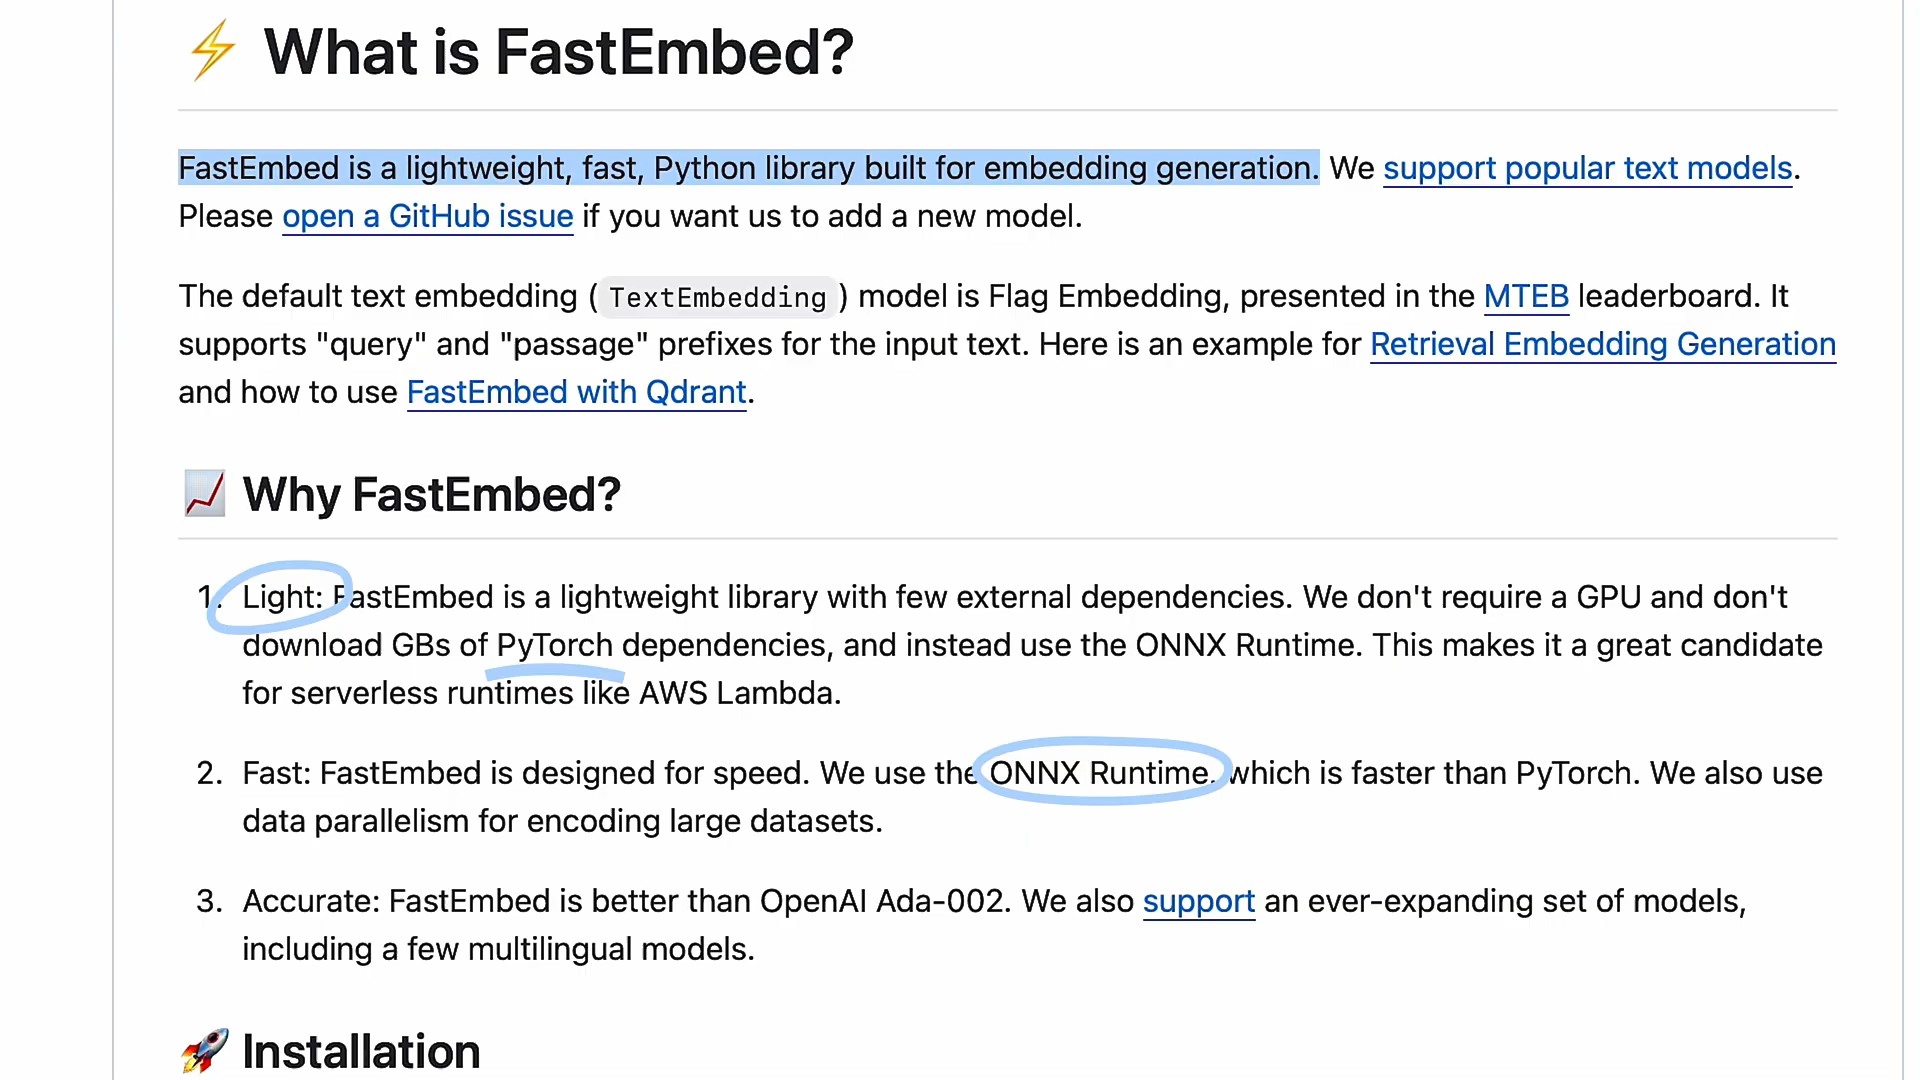 ⚡ What is FastEmbed?
FastEmbed is a lightweight, fast, Python library built for embedding generation. We support popular text models.
Please open a GitHub issue if you want us to add a new model.
The default text embedding ( TextEmbedding ) model is Flag Embedding, presented in the MTEB leaderboard. It
supports "query" and "passage" prefixes for the input text. Here is an example for Retrieval Embedding Generation
and how to use FastEmbed with Qdrant.
📈 Why FastEmbed?
1. Light: FastEmbed is a lightweight library with few external dependencies. We don't require a GPU and don't
download GBs of PyTorch dependencies, and instead use the ONNX Runtime. This makes it a great candidate
for serverless runtimes like AWS Lambda.
2. Fast: FastEmbed is designed for speed. We use the ONNX Runtime, which is faster than PyTorch. We also use
data parallelism for encoding large datasets.
3. Accurate: FastEmbed is better than OpenAI Ada-002. We also support an ever-expanding set of models,
including a few multilingual models.
🚀 Installation